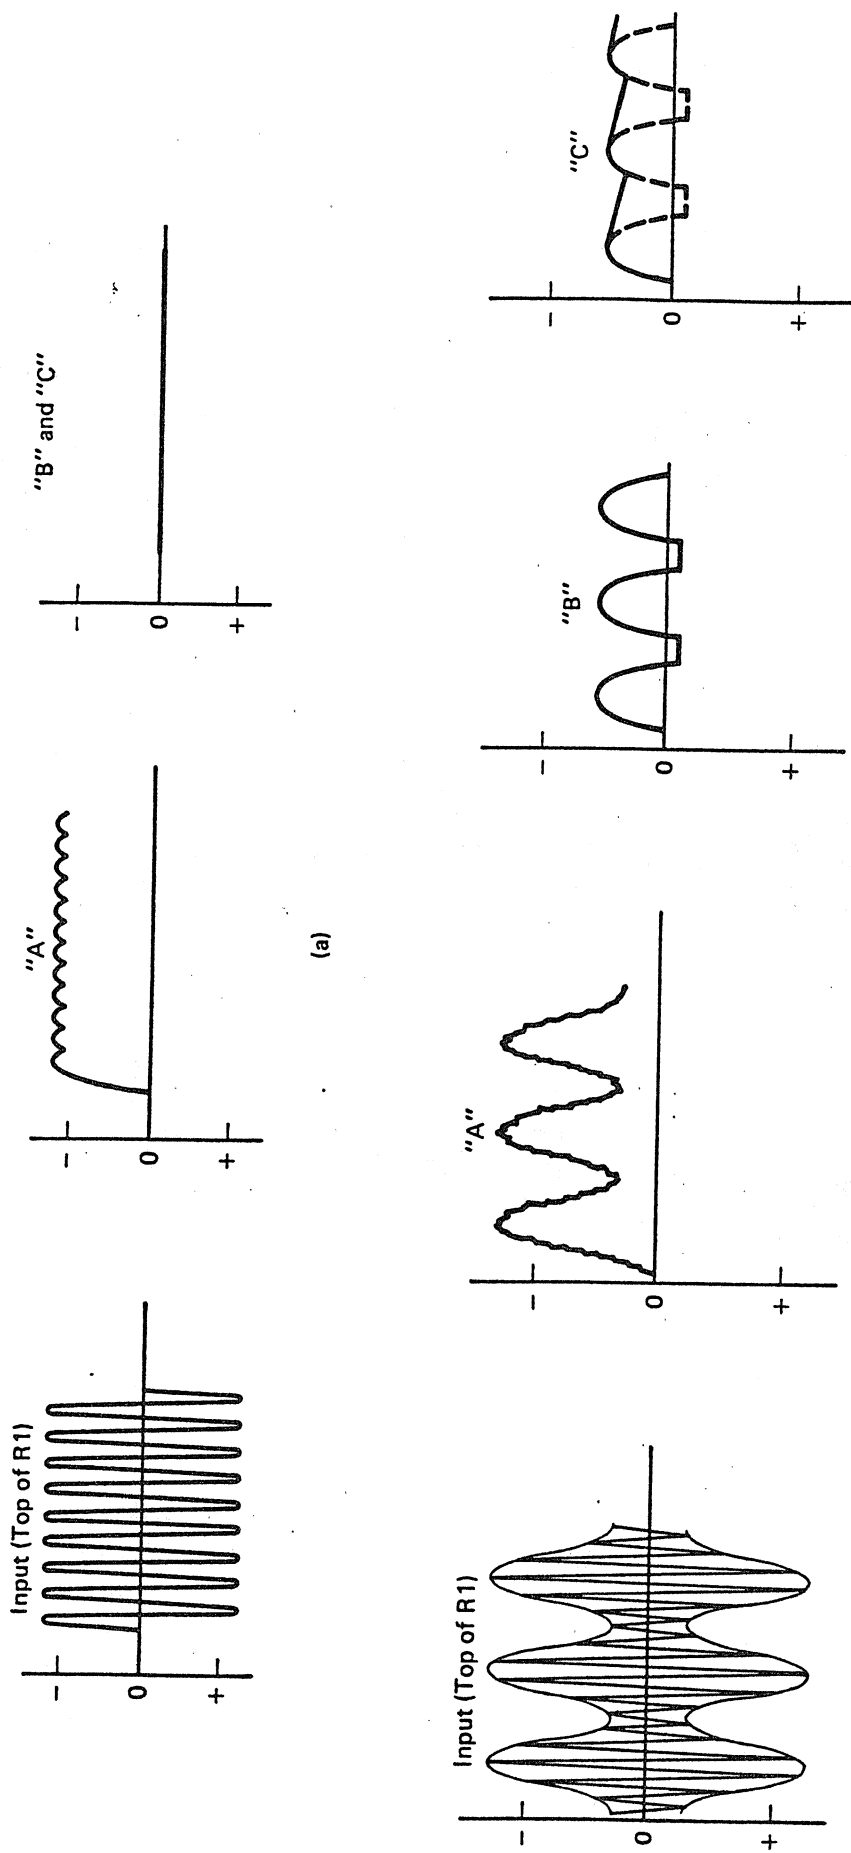 Input (Top of R1)
−
0
+
"A"
−
0
+
"B" and "C"
−
0
+
(a)
Input (Top of R1)
−
0
+
"A"
−
0
+
"B"
−
0
+
"C"
−
0
+